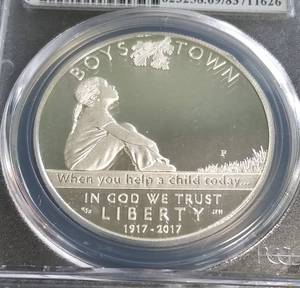 BOYS TOWN
P
When you help a child today...
IN GOD WE TRUST
LIBERTY
1917-2017